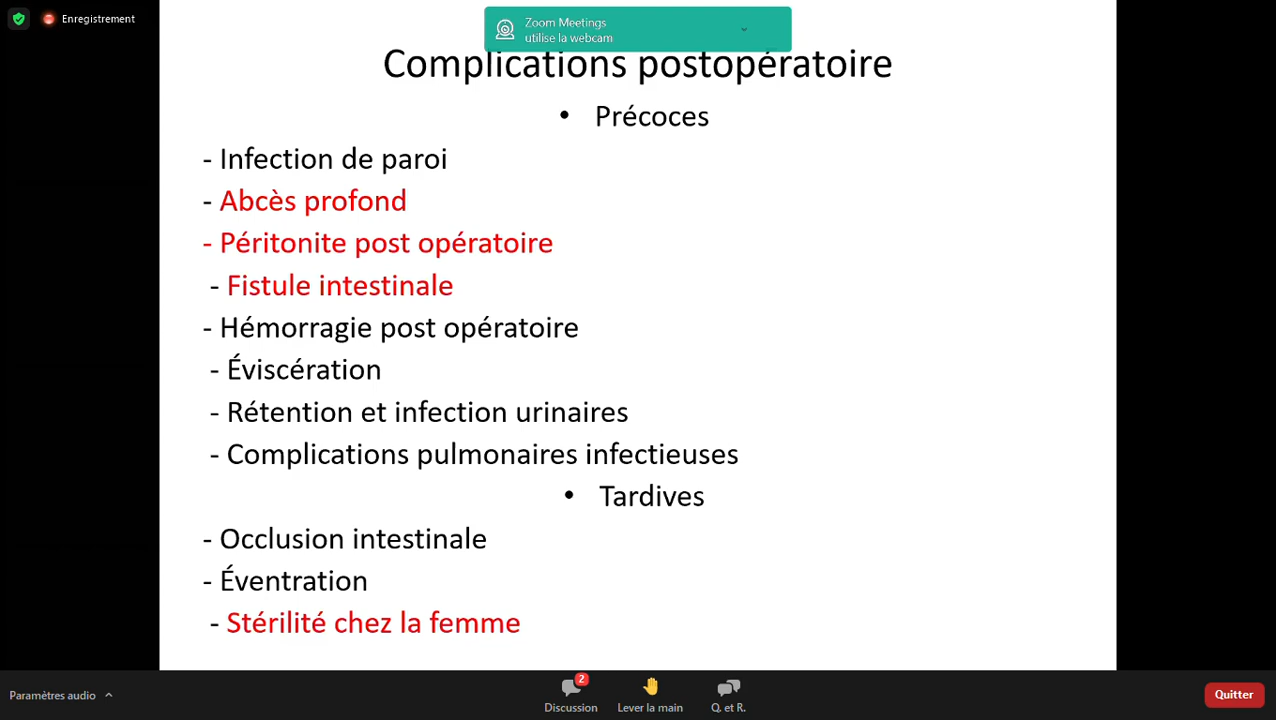 Enregistrement
Zoom Meetings
utilise la webcam
Complications postopératoire
• Précoces
- Infection de paroi
- Abcès profond
- Péritonite post opératoire
- Fistule intestinale
- Hémorragie post opératoire
- Éviscération
- Rétention et infection urinaires
- Complications pulmonaires infectieuses
• Tardives
- Occlusion intestinale
- Éventration
- Stérilité chez la femme
Paramètres audio
2
Discussion
Lever la main
Q. et R.
Quitter